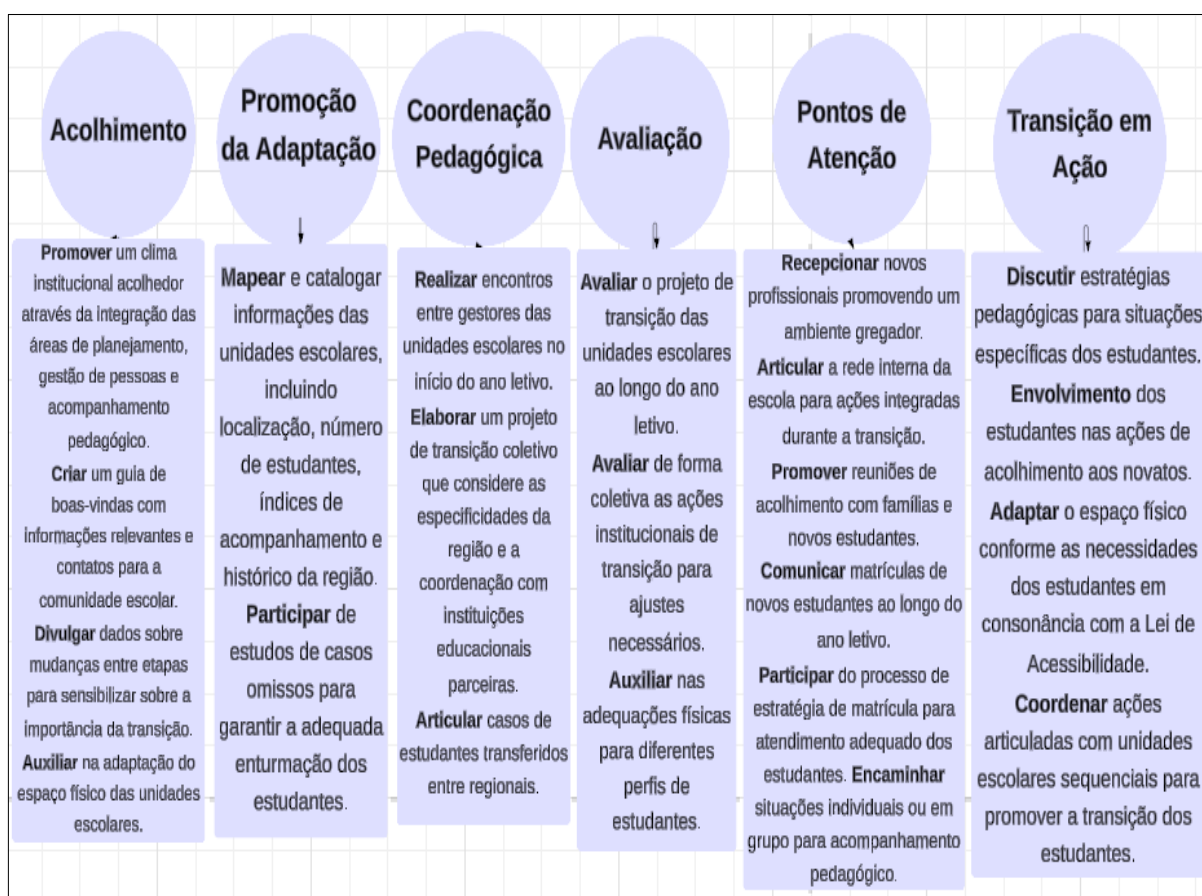 Acolhimento
Promover um clima
institucional acolhedor
através da integração das
áreas de planejamento,
gestão de pessoas e
acompanhamento
pedagógico.
Criar um guia de
boas-vindas com
informações relevantes e
contatos para a
comunidade escolar.
Divulgar dados sobre
mudanças entre etapas
para sensibilizar sobre a
importância da transição.
Auxiliar na adaptação do
espaço físico das unidades
escolares.
Promoção
da Adaptação
Mapear e catalogar
informações das
unidades escolares,
incluindo
localização, número
de estudantes,
índices de
acompanhamento e
histórico da região.
Participar de
estudos de casos
omissos para
garantir a adequada
enturmação dos
estudantes.
Coordenação
Pedagógica
Realizar encontros
entre gestores das
unidades escolares no
início do ano letivo.
Elaborar um projeto
de transição coletivo
que considere as
especificidades da
região e a
coordenação com
instituições
educacionais
parceiras.
Articular casos de
estudantes transferidos
entre regionais.
Avaliação
Avaliar o projeto de
transição das
unidades escolares
ao longo do ano
letivo.
Avaliar de forma
coletiva as ações
institucionais de
transição para
ajustes
necessários.
Auxiliar nas
adequações físicas
para diferentes
perfis de
estudantes.
Pontos de
Atenção
Recepcionar novos
profissionais promovendo um
ambiente gregador.
Articular a rede interna da
escola para ações integradas
durante a transição.
Promover reuniões de
acolhimento com famílias e
novos estudantes.
Comunicar matrículas de
novos estudantes ao longo do
ano letivo.
Participar do processo de
estratégia de matrícula para
atendimento adequado dos
estudantes. Encaminhar
situações individuais ou em
grupo para acompanhamento
pedagógico.
Transição em
Ação
Discutir estratégias
pedagógicas para situações
específicas dos estudantes.
Envolvimento dos
estudantes nas ações de
acolhimento aos novatos.
Adaptar o espaço físico
conforme as necessidades
dos estudantes em
consonância com a Lei de
Acessibilidade.
Coordenar ações
articuladas com unidades
escolares sequenciais para
promover a transição dos
estudantes.